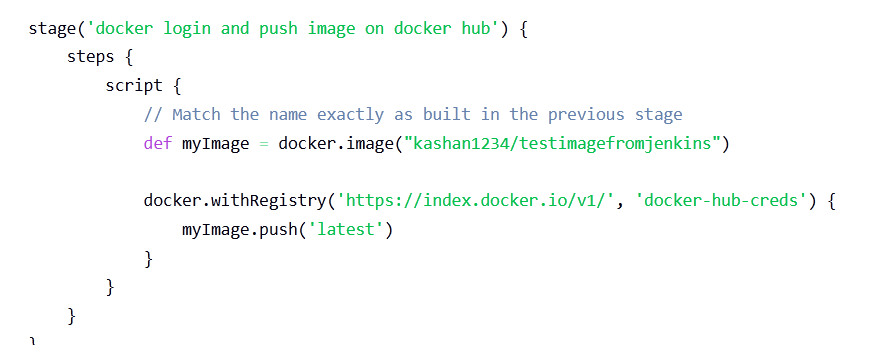 stage('docker login and push image on docker hub') {
    steps {
        script {
            // Match the name exactly as built in the previous stage
            def myImage = docker.image("kashan1234/testimagefromjenkins")

            docker.withRegistry('https://index.docker.io/v1/', 'docker-hub-creds') {
                myImage.push('latest')
            }
        }
    }
}